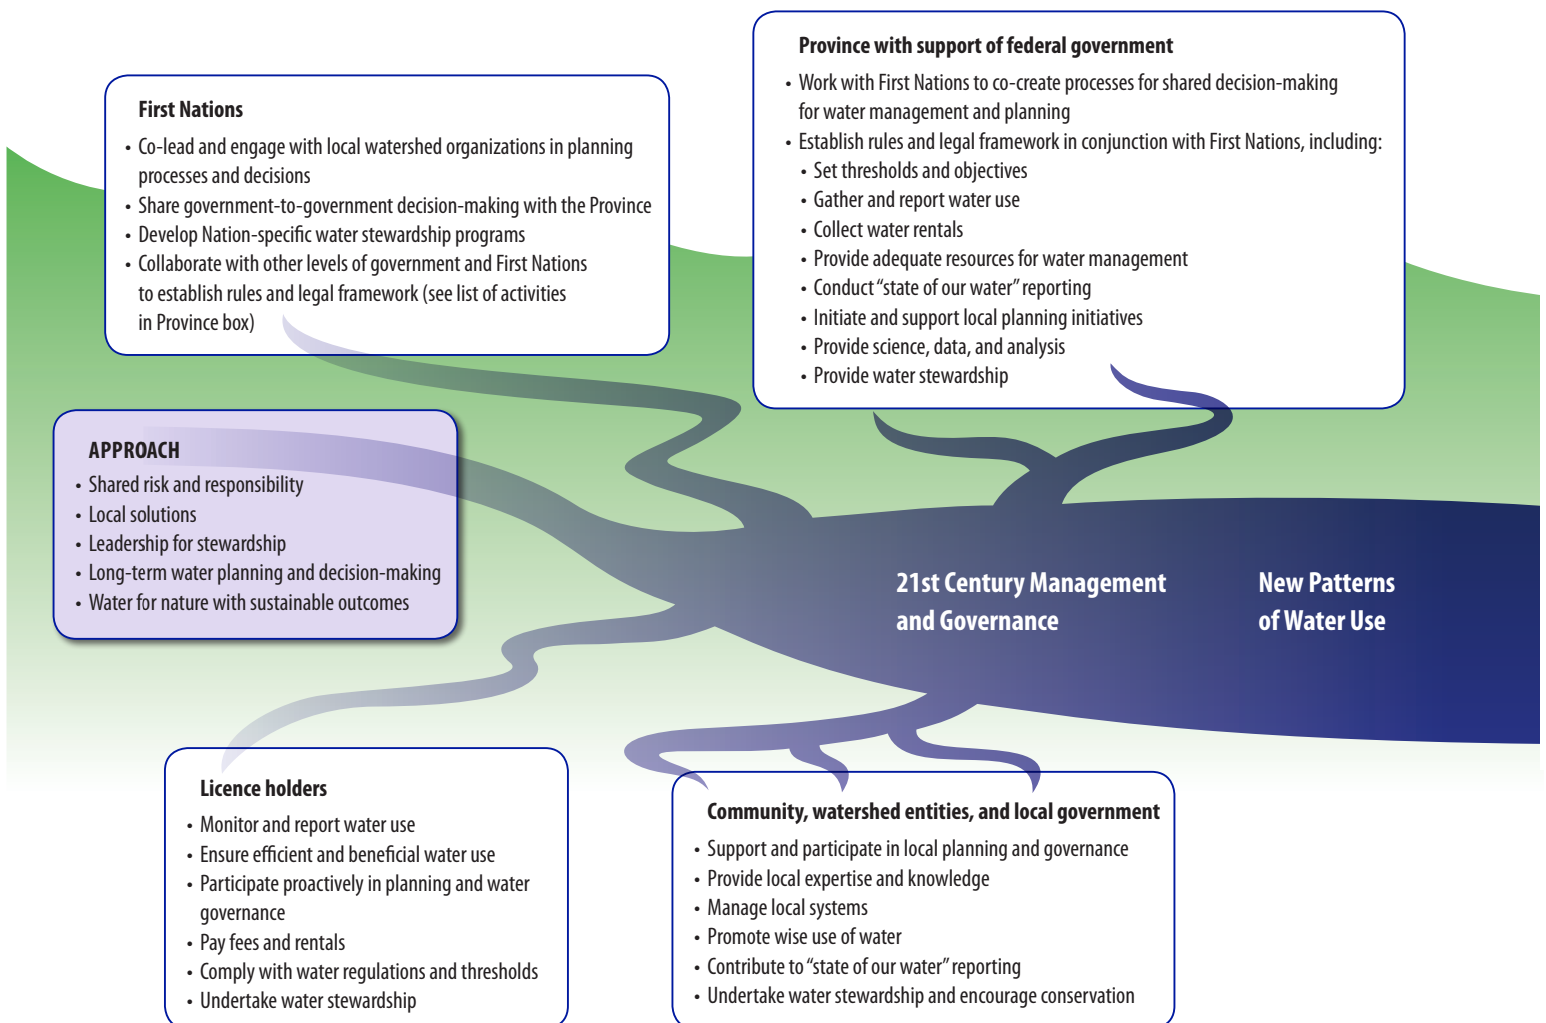 First Nations
• Co-lead and engage with local watershed organizations in planning
processes and decisions
• Share government-to-government decision-making with the Province
• Develop Nation-specific water stewardship programs
• Collaborate with other levels of government and First Nations
to establish rules and legal framework (see list of activities
in Province box)
Province with support of federal government
• Work with First Nations to co-create processes for shared decision-making
for water management and planning
• Establish rules and legal framework in conjunction with First Nations, including:
• Set thresholds and objectives
• Gather and report water use
• Collect water rentals
• Provide adequate resources for water management
• Conduct “state of our water” reporting
• Initiate and support local planning initiatives
• Provide science, data, and analysis
• Provide water stewardship
APPROACH
• Shared risk and responsibility
• Local solutions
• Leadership for stewardship
• Long-term water planning and decision-making
• Water for nature with sustainable outcomes
21st Century Management
and Governance
New Patterns
of Water Use
Licence holders
• Monitor and report water use
• Ensure efficient and beneficial water use
• Participate proactively in planning and water
governance
• Pay fees and rentals
• Comply with water regulations and thresholds
• Undertake water stewardship
Community, watershed entities, and local government
• Support and participate in local planning and governance
• Provide local expertise and knowledge
• Manage local systems
• Promote wise use of water
• Contribute to “state of our water” reporting
• Undertake water stewardship and encourage conservation